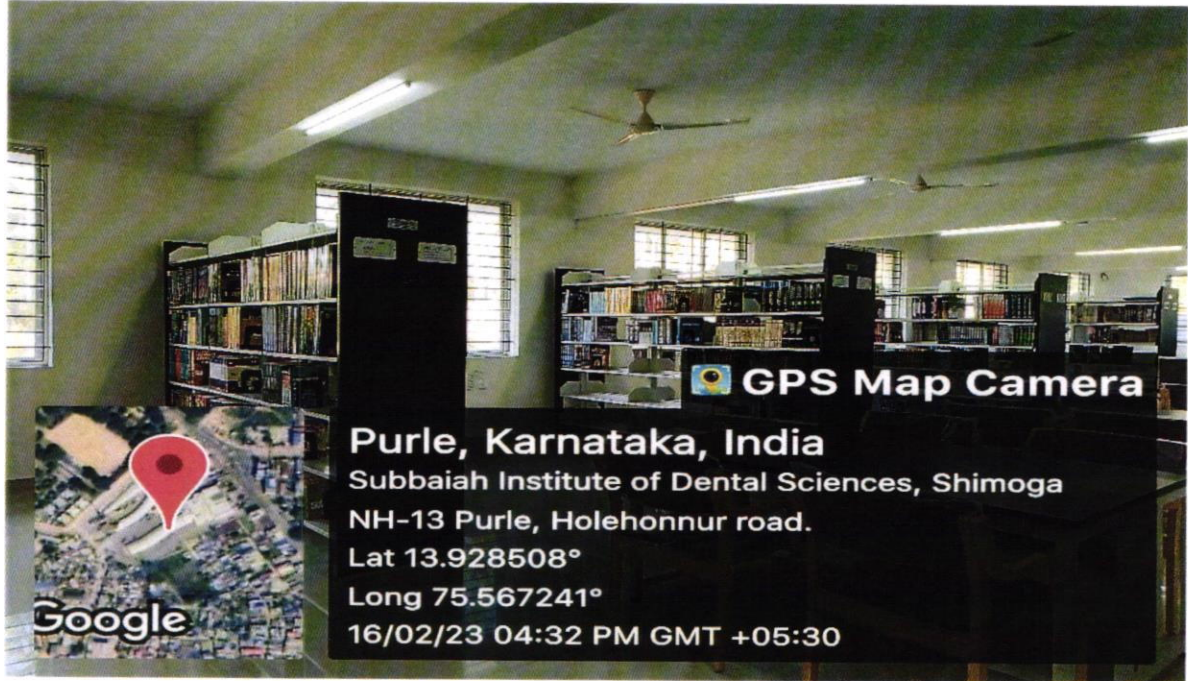 GPS Map Camera
Purle, Karnataka, India
Subbaiah Institute of Dental Sciences, Shimoga
NH-13 Purle, Holehonnur road.
Lat 13.928508°
Long 75.567241°
16/02/23 04:32 PM GMT +05:30
Google